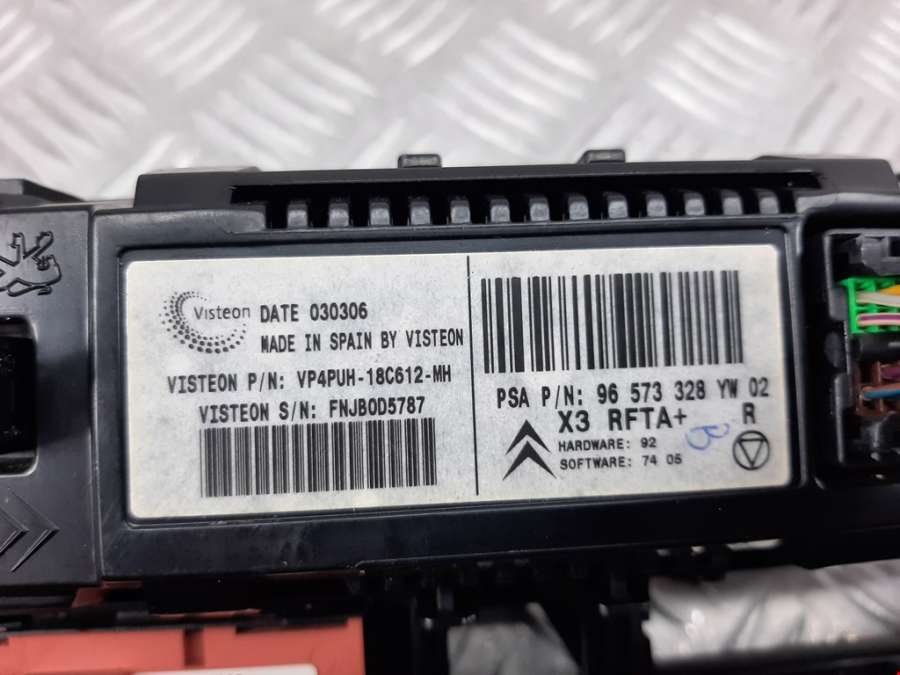 Visteon DATE 030306
MADE IN SPAIN BY VISTEON
VISTEON P/N: VP4PUH-18C612-MH
VISTEON S/N: FNJB0D5787
PSA P/N: 96 573 328 YW 02
X3 RFTA+ R
HARDWARE: 92
SOFTWARE: 74 05